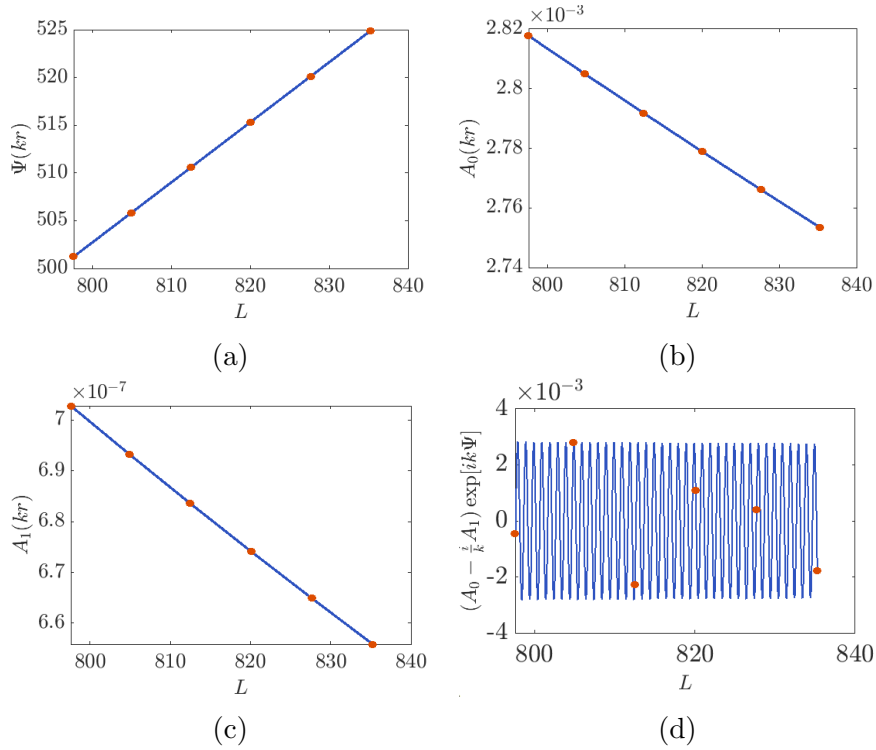 525
520
515
510
505
500
Ψ(kr)
800 810 820 830 840
L
(a)
×10⁻³
2.82
2.8
2.78
2.76
2.74
A₀(kr)
800 810 820 830 840
L
(b)
×10⁻⁷
7
6.9
6.8
6.7
6.6
A₁(kr)
800 810 820 830 840
L
(c)
×10⁻³
4
2
0
-2
-4
(A₀ − i/k A₁) exp[ikΨ]
800 820 840
L
(d)